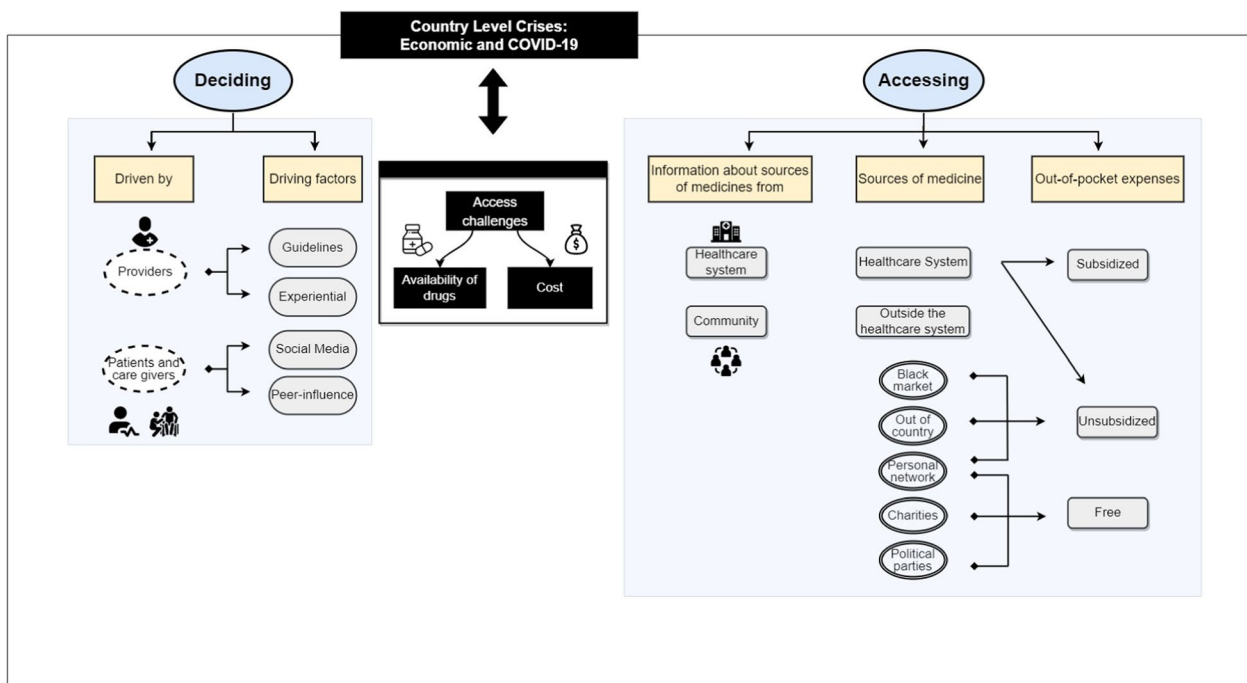 Country Level Crises:
Economic and COVID-19
Deciding
Driven by
Driving factors
Providers
Guidelines
Experiential
Patients and
care givers
Social Media
Peer-influence
Access
challenges
$
Availability of
drugs
Cost
Accessing
Information about sources
of medicines from
Sources of medicine
Out-of-pocket expenses
Healthcare
system
Community
Healthcare System
Outside the
healthcare system
Black
market
Out of
country
Personal
network
Charities
Political
parties
Subsidized
Unsubsidized
Free